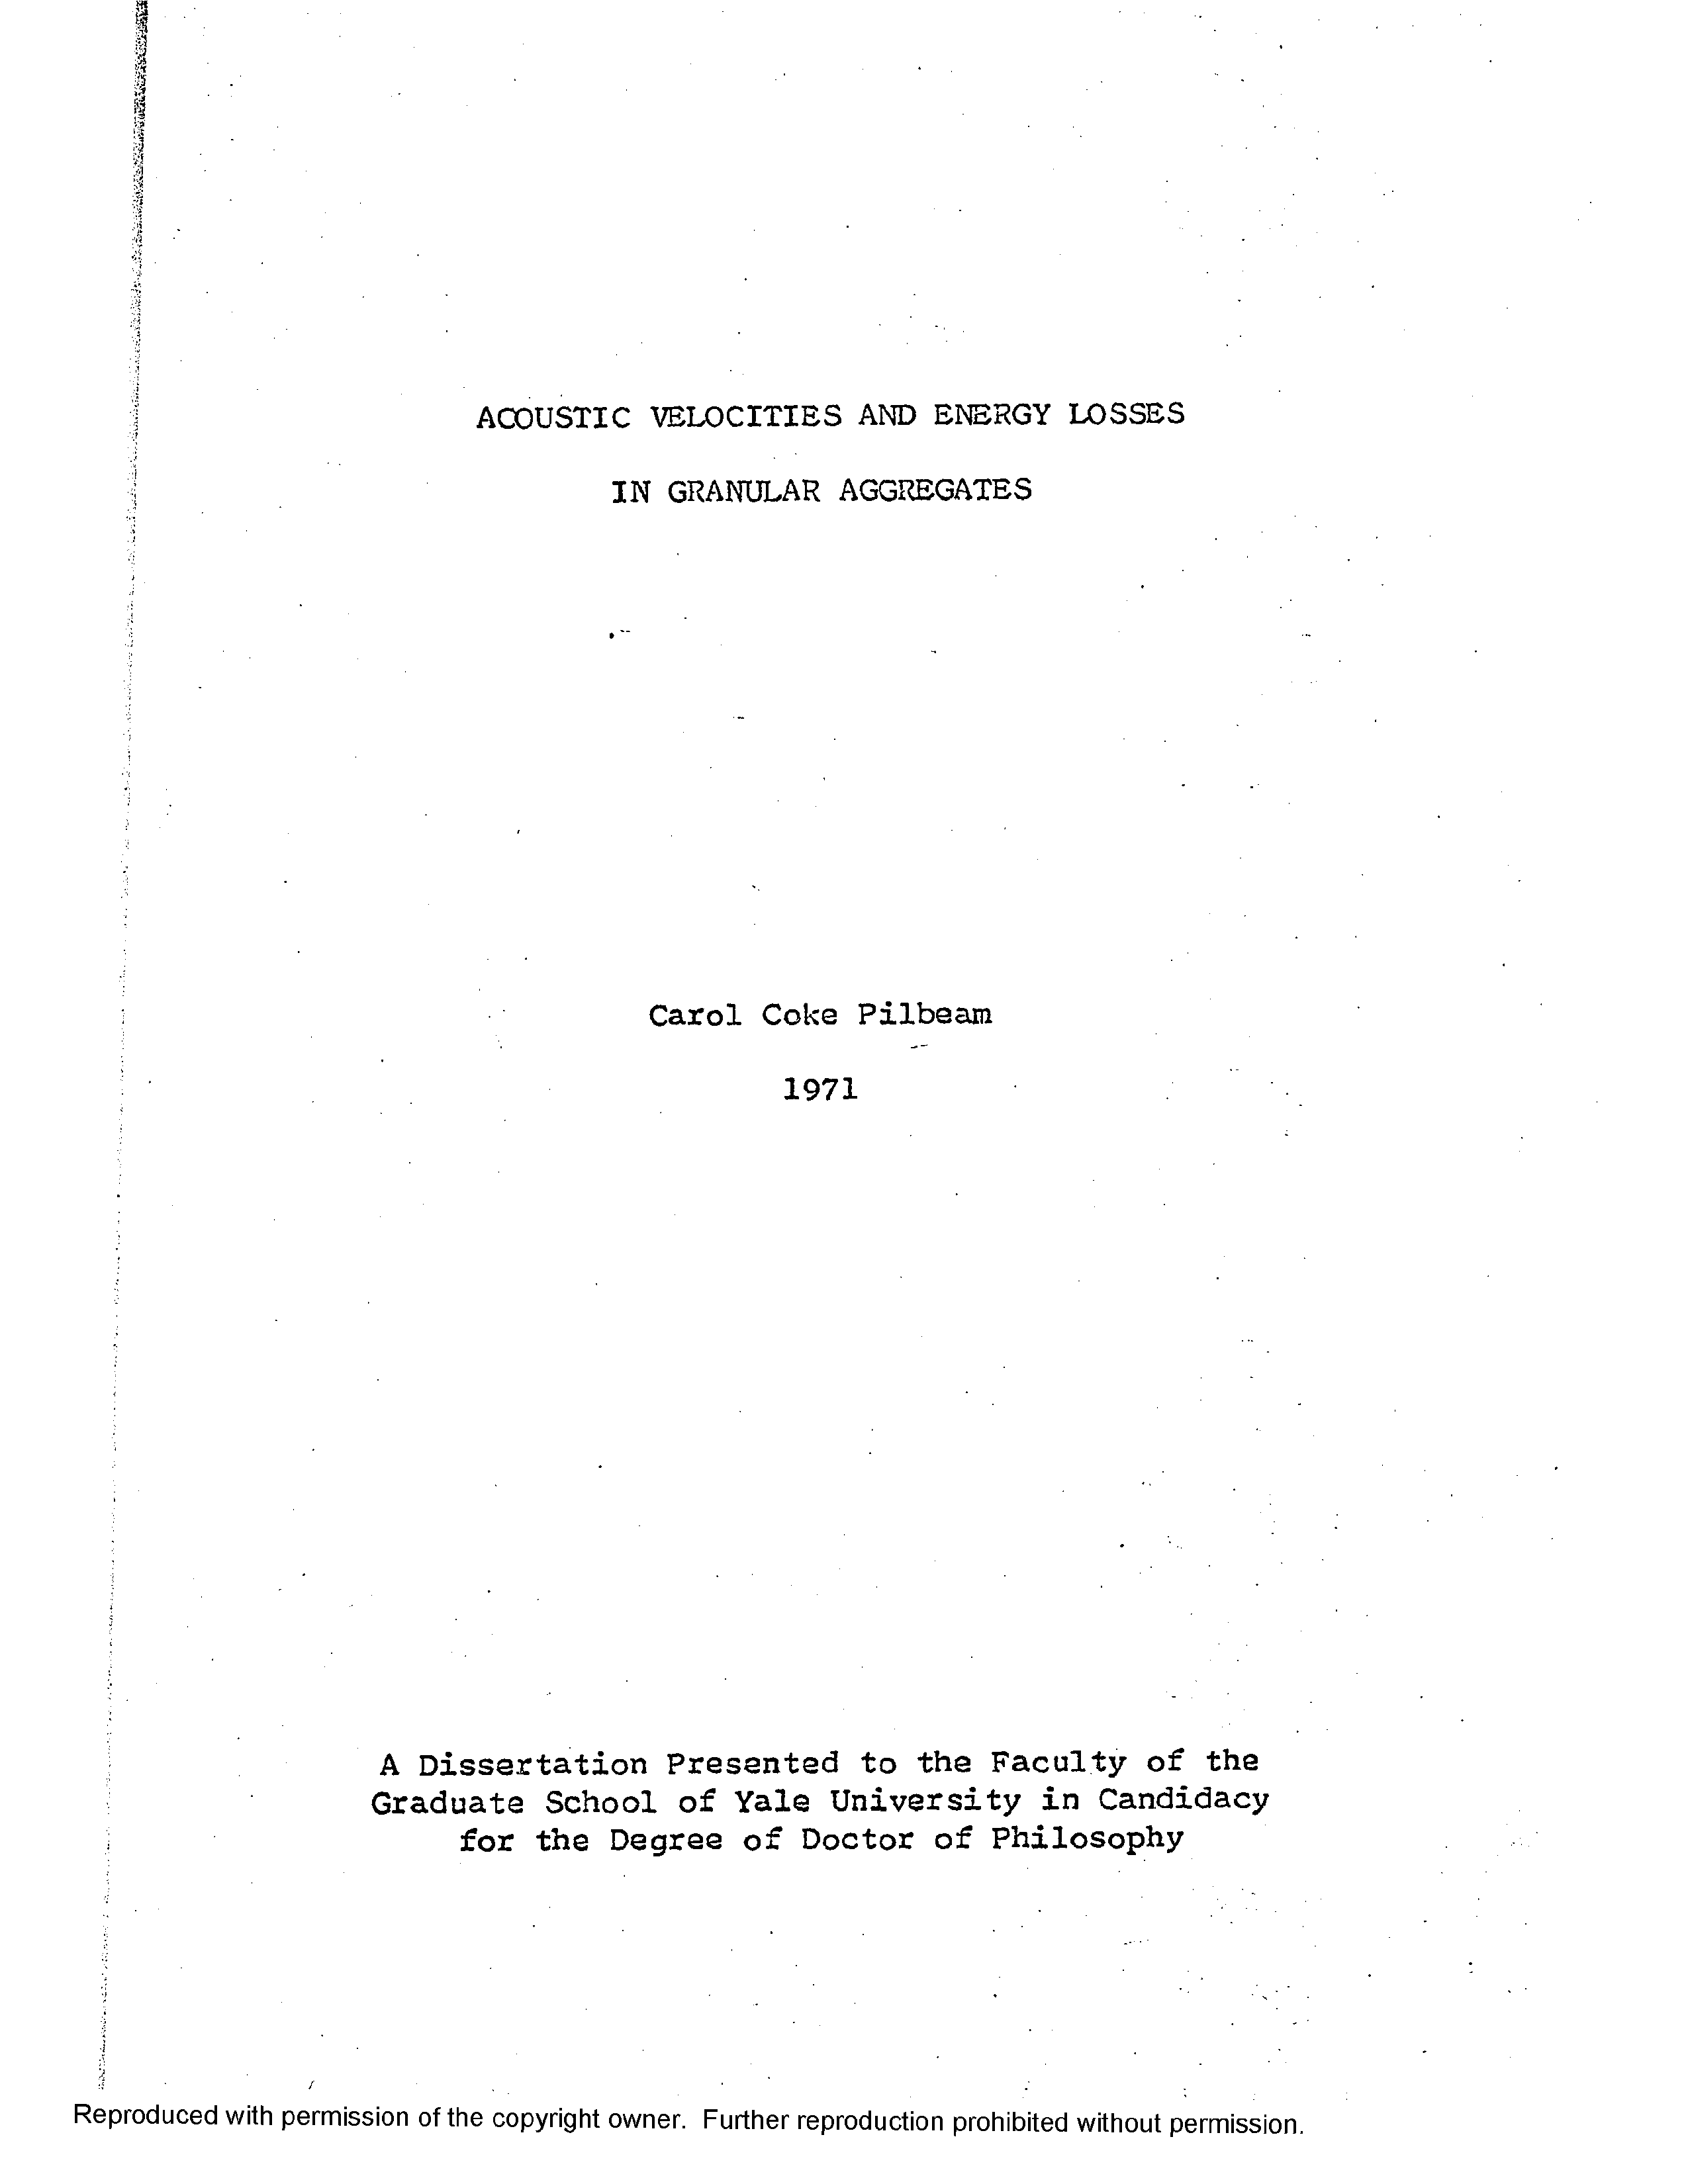 ACOUSTIC VELOCITIES AND ENERGY LOSSES
IN GRANULAR AGGREGATES
Carol Coke Pilbeam
1971
A Dissertation Presented to the Faculty of the
Graduate School of Yale University in Candidacy
for the Degree of Doctor of Philosophy
Reproduced with permission of the copyright owner. Further reproduction prohibited without permission.